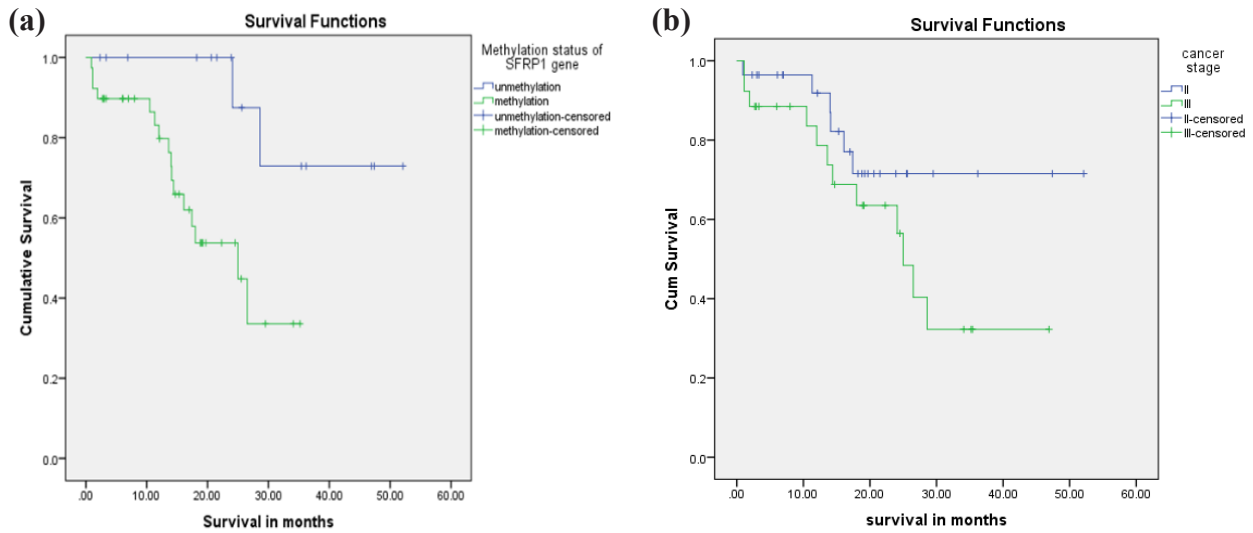 (a)
Survival Functions
Methylation status of
SFRP1 gene
unmethylation
methylation
unmethylation-censored
methylation-censored
Cumulative Survival
1.0
0.8
0.6
0.4
0.2
0.0
.00 10.00 20.00 30.00 40.00 50.00 60.00
Survival in months
(b)
Survival Functions
cancer
stage
II
III
II-censored
III-censored
Cum Survival
1.0
0.8
0.6
0.4
0.2
0.0
.00 10.00 20.00 30.00 40.00 50.00 60.00
survival in months